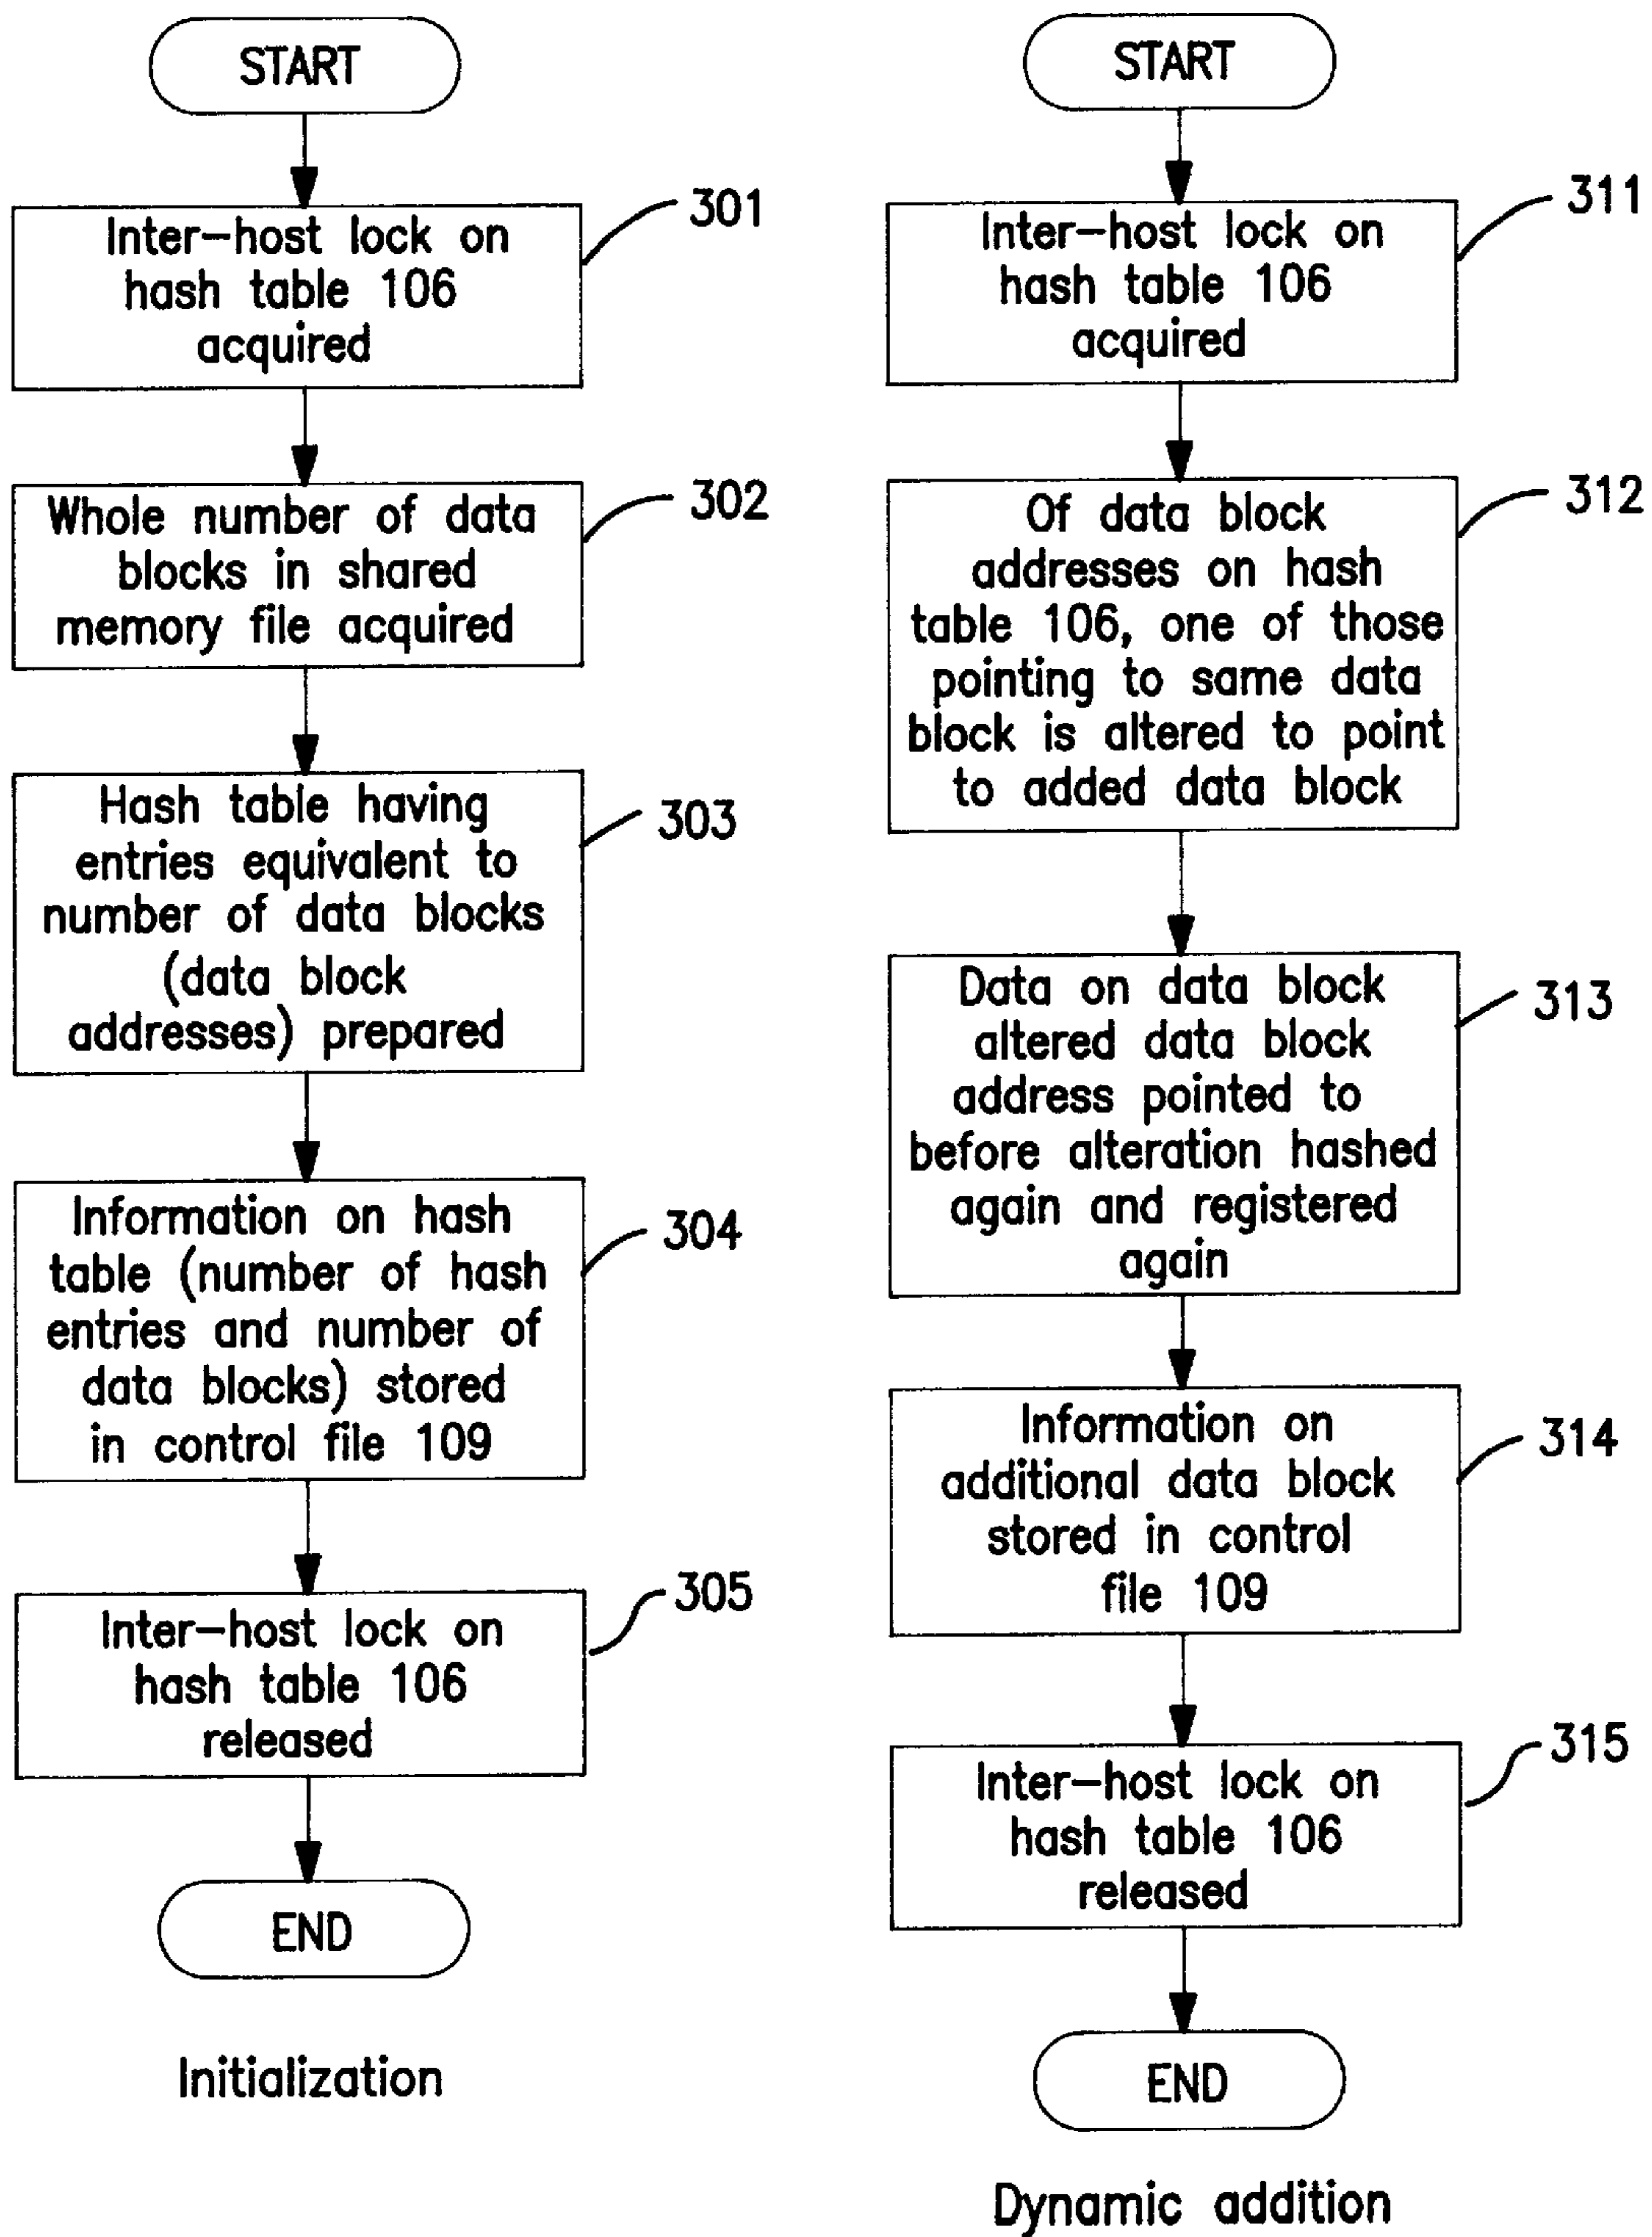 START
Inter-host lock on
hash table 106
acquired
301
Whole number of data
blocks in shared
memory file acquired
302
Hash table having
entries equivalent to
number of data blocks
(data block
addresses) prepared
303
Information on hash
table (number of hash
entries and number of
data blocks) stored
in control file 109
304
Inter-host lock on
hash table 106
released
305
END
Initialization
START
Inter-host lock on
hash table 106
acquired
311
Of data block
addresses on hash
table 106, one of those
pointing to same data
block is altered to point
to added data block
312
Data on data block
altered data block
address pointed to
before alteration hashed
again and registered
again
313
Information on
additional data block
stored in control
file 109
314
Inter-host lock on
hash table 106
released
315
END
Dynamic addition